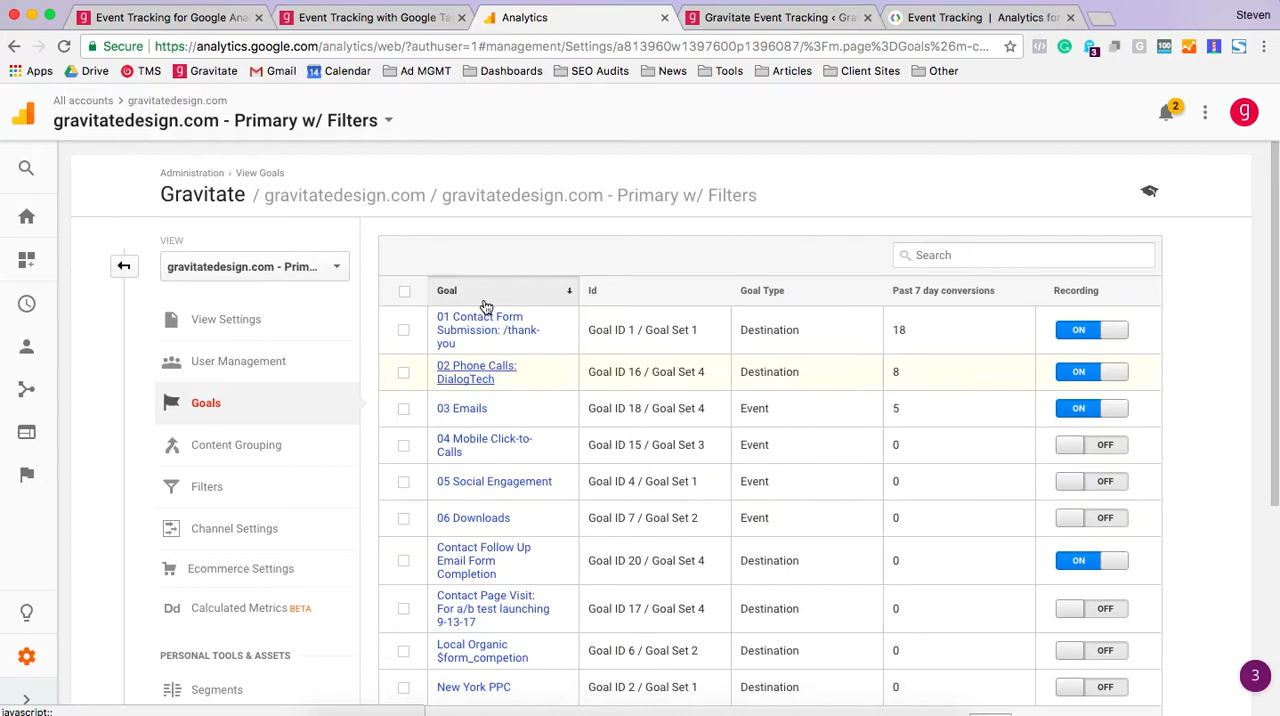 Event Tracking for Google Ana
Event Tracking with Google Ta
Analytics
Gravitate Event Tracking ‹ Gra
Event Tracking | Analytics for
Steven
Secure
https://analytics.google.com/analytics/web/?authuser=1#management/Settings/a813960w1397600p1396087/%3Fm.page%3DGoals%26m-c...
Apps
Drive
TMS
Gravitate
Gmail
14
Calendar
Ad MGMT
Dashboards
SEO Audits
News
Tools
Articles
Client Sites
Other
100
3
All accounts › gravitatedesign.com
gravitatedesign.com - Primary w/ Filters
2
g
Administration › View Goals
Gravitate / gravitatedesign.com / gravitatedesign.com - Primary w/ Filters
VIEW
gravitatedesign.com - Prim...
View Settings
User Management
Goals
Content Grouping
Filters
Channel Settings
Ecommerce Settings
Dd Calculated Metrics BETA
PERSONAL TOOLS & ASSETS
Segments
Search
Goal
Id
Goal Type
Past 7 day conversions
Recording
01 Contact Form
Submission: /thank-
you
Goal ID 1 / Goal Set 1
Destination
18
ON
02 Phone Calls:
DialogTech
Goal ID 16 / Goal Set 4
Destination
8
ON
03 Emails
Goal ID 18 / Goal Set 4
Event
5
ON
04 Mobile Click-to-
Calls
Goal ID 15 / Goal Set 3
Event
0
OFF
05 Social Engagement
Goal ID 4 / Goal Set 1
Event
0
OFF
06 Downloads
Goal ID 7 / Goal Set 2
Event
0
OFF
Contact Follow Up
Email Form
Completion
Goal ID 20 / Goal Set 4
Destination
0
ON
Contact Page Visit:
For a/b test launching
9-13-17
Goal ID 17 / Goal Set 4
Destination
0
OFF
Local Organic
$form_competion
Goal ID 6 / Goal Set 2
Destination
0
OFF
New York PPC
Goal ID 2 / Goal Set 1
Destination
0
OFF
3
javascript:;